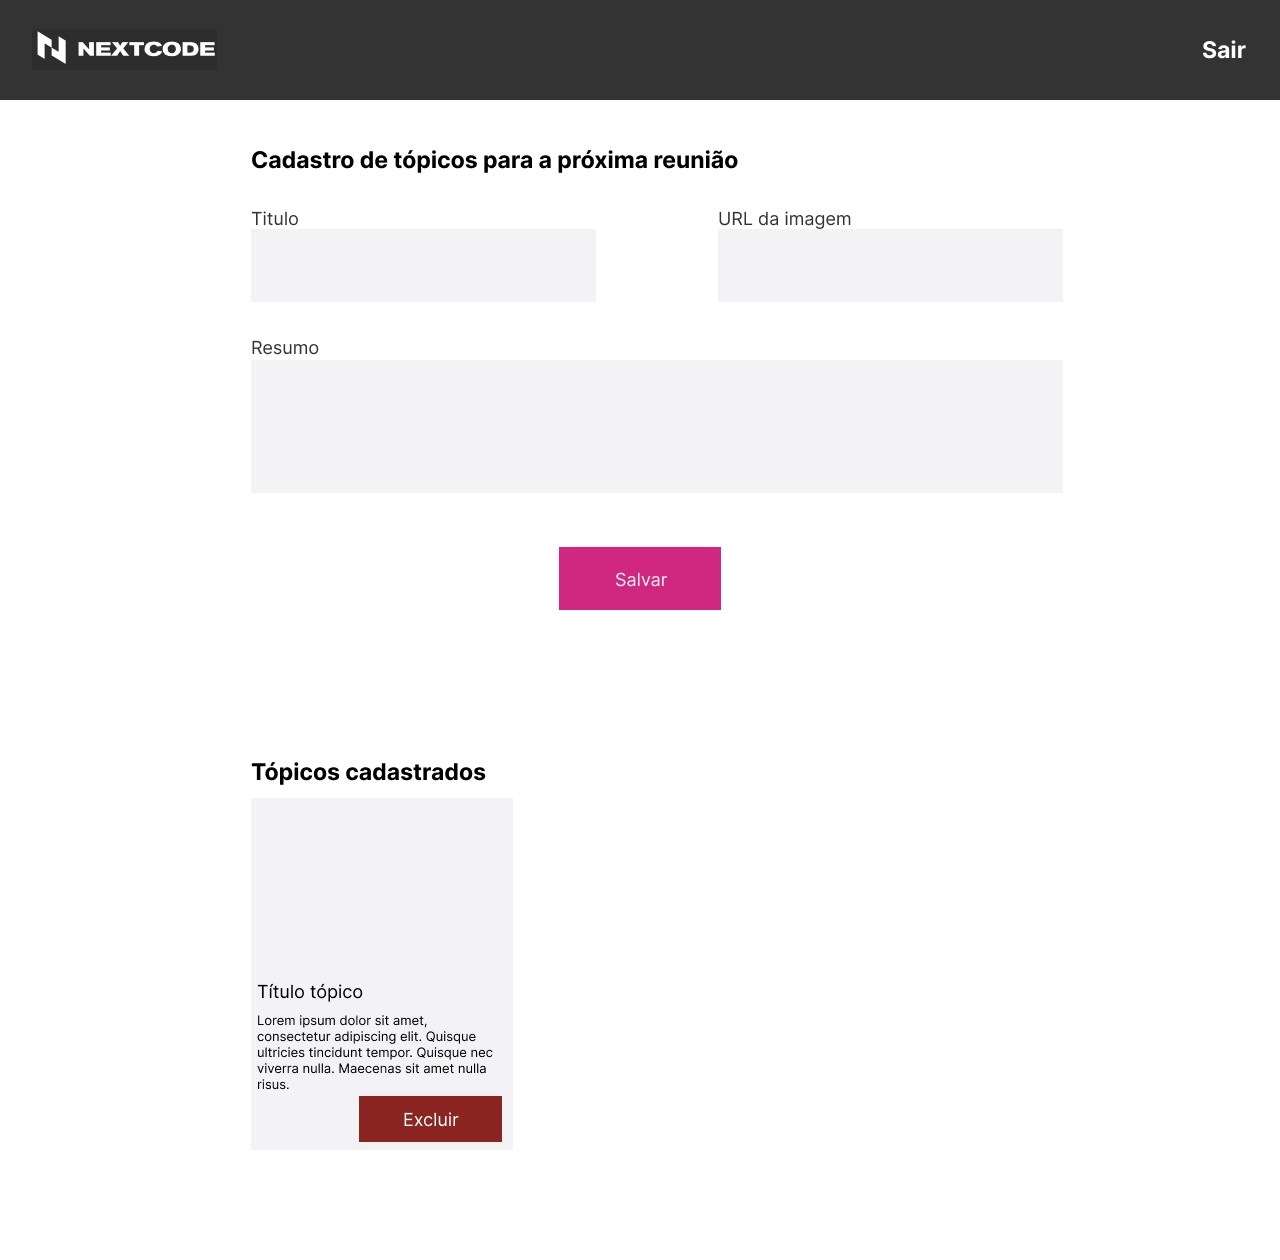 NEXTCODE
Sair
Cadastro de tópicos para a próxima reunião
Titulo
URL da imagem
Resumo
Salvar
Tópicos cadastrados
Título tópico
Lorem ipsum dolor sit amet,
consectetur adipiscing elit. Quisque
ultricies tincidunt tempor. Quisque nec
viverra nulla. Maecenas sit amet nulla
risus.
Excluir